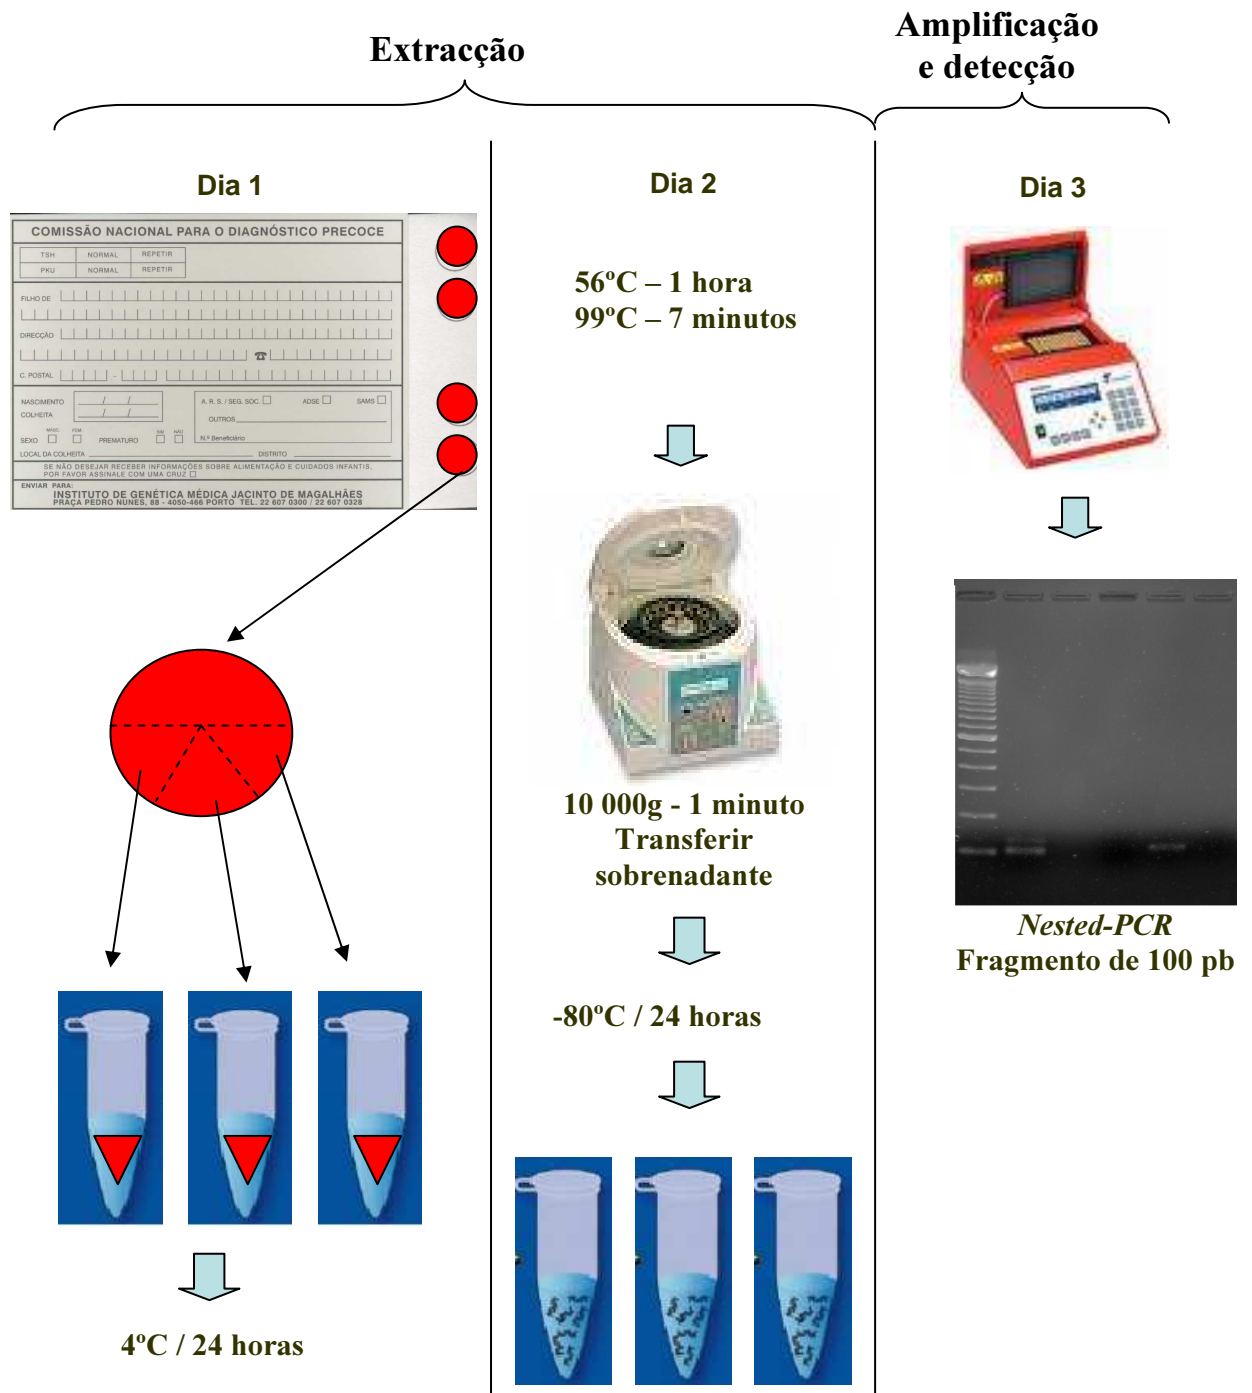 Extracção
Amplificação
e detecção
Dia 1
COMISSÃO NACIONAL PARA O DIAGNÓSTICO PRECOCE
TSH NORMAL REPETIR
PKU NORMAL REPETIR
FILHO DE
DIRECÇÃO
C. POSTAL
NASCIMENTO
COLHEITA
A. R. S. / SEG. SOC. ADSE SAMS
OUTROS
N.º Beneficiário
MASC. FEM. SIM NÃO
SEXO PREMATURO
LOCAL DA COLHEITA DISTRITO
SE NÃO DESEJAR RECEBER INFORMAÇÕES SOBRE ALIMENTAÇÃO E CUIDADOS INFANTIS,
POR FAVOR ASSINALE COM UMA CRUZ
ENVIAR PARA:
INSTITUTO DE GENÉTICA MÉDICA JACINTO DE MAGALHÃES
PRAÇA PEDRO NUNES, 88 - 4050-466 PORTO TEL. 22 607 0300 / 22 607 0328
4ºC / 24 horas
Dia 2
56ºC – 1 hora
99ºC – 7 minutos
10 000g - 1 minuto
Transferir
sobrenadante
-80ºC / 24 horas
Dia 3
Nested-PCR
Fragmento de 100 pb